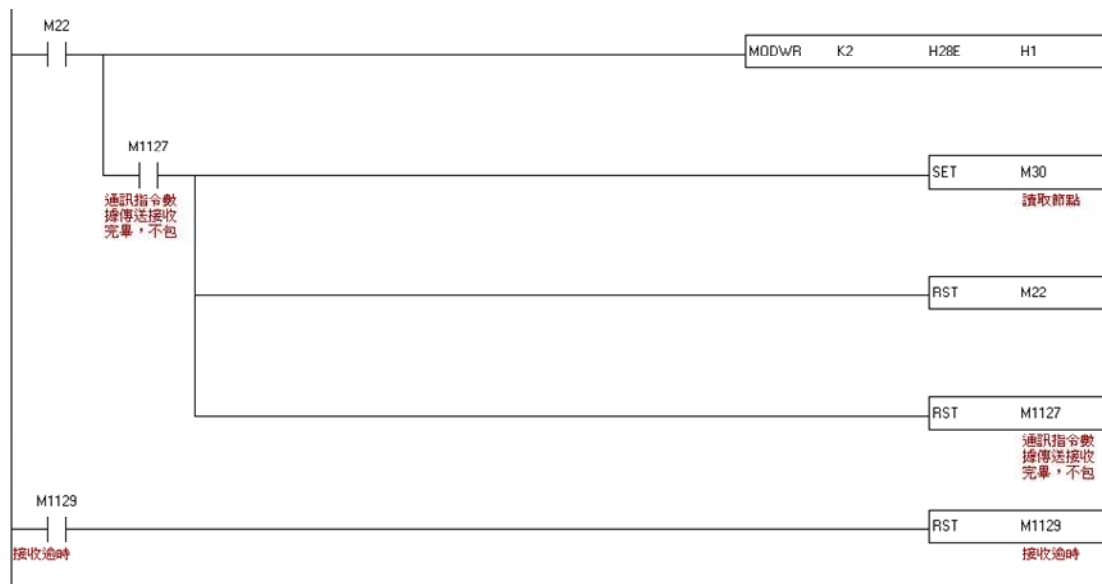 M22
MODWR K2 H28E H1
M1127
通訊指令數
據傳送接收
完畢，不包
SET M30
讀取節點
RST M22
RST M1127
通訊指令數
據傳送接收
完畢，不包
M1129
接收逾時
RST M1129
接收逾時